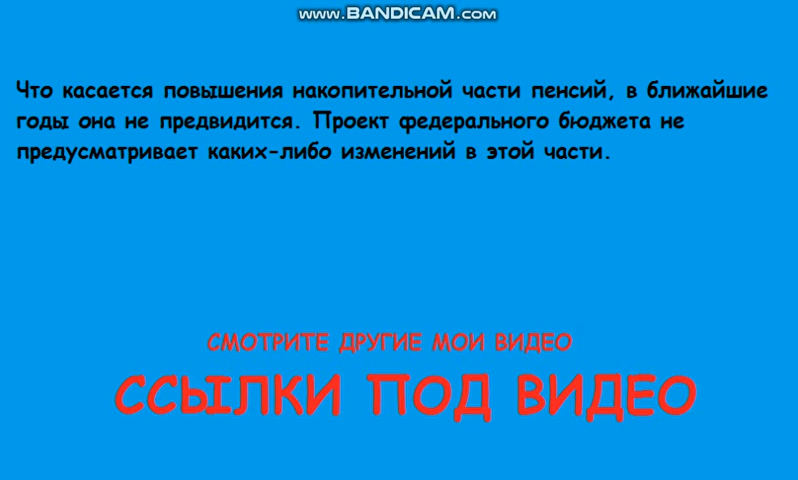 www.BANDICAM.com
Что касается повышения накопительной части пенсий, в ближайшие
годы она не предвидится. Проект федерального бюджета не
предусматривает каких-либо изменений в этой части.
СМОТРИТЕ ДРУГИЕ МОИ ВИДЕО
ССЫЛКИ ПОД ВИДЕО